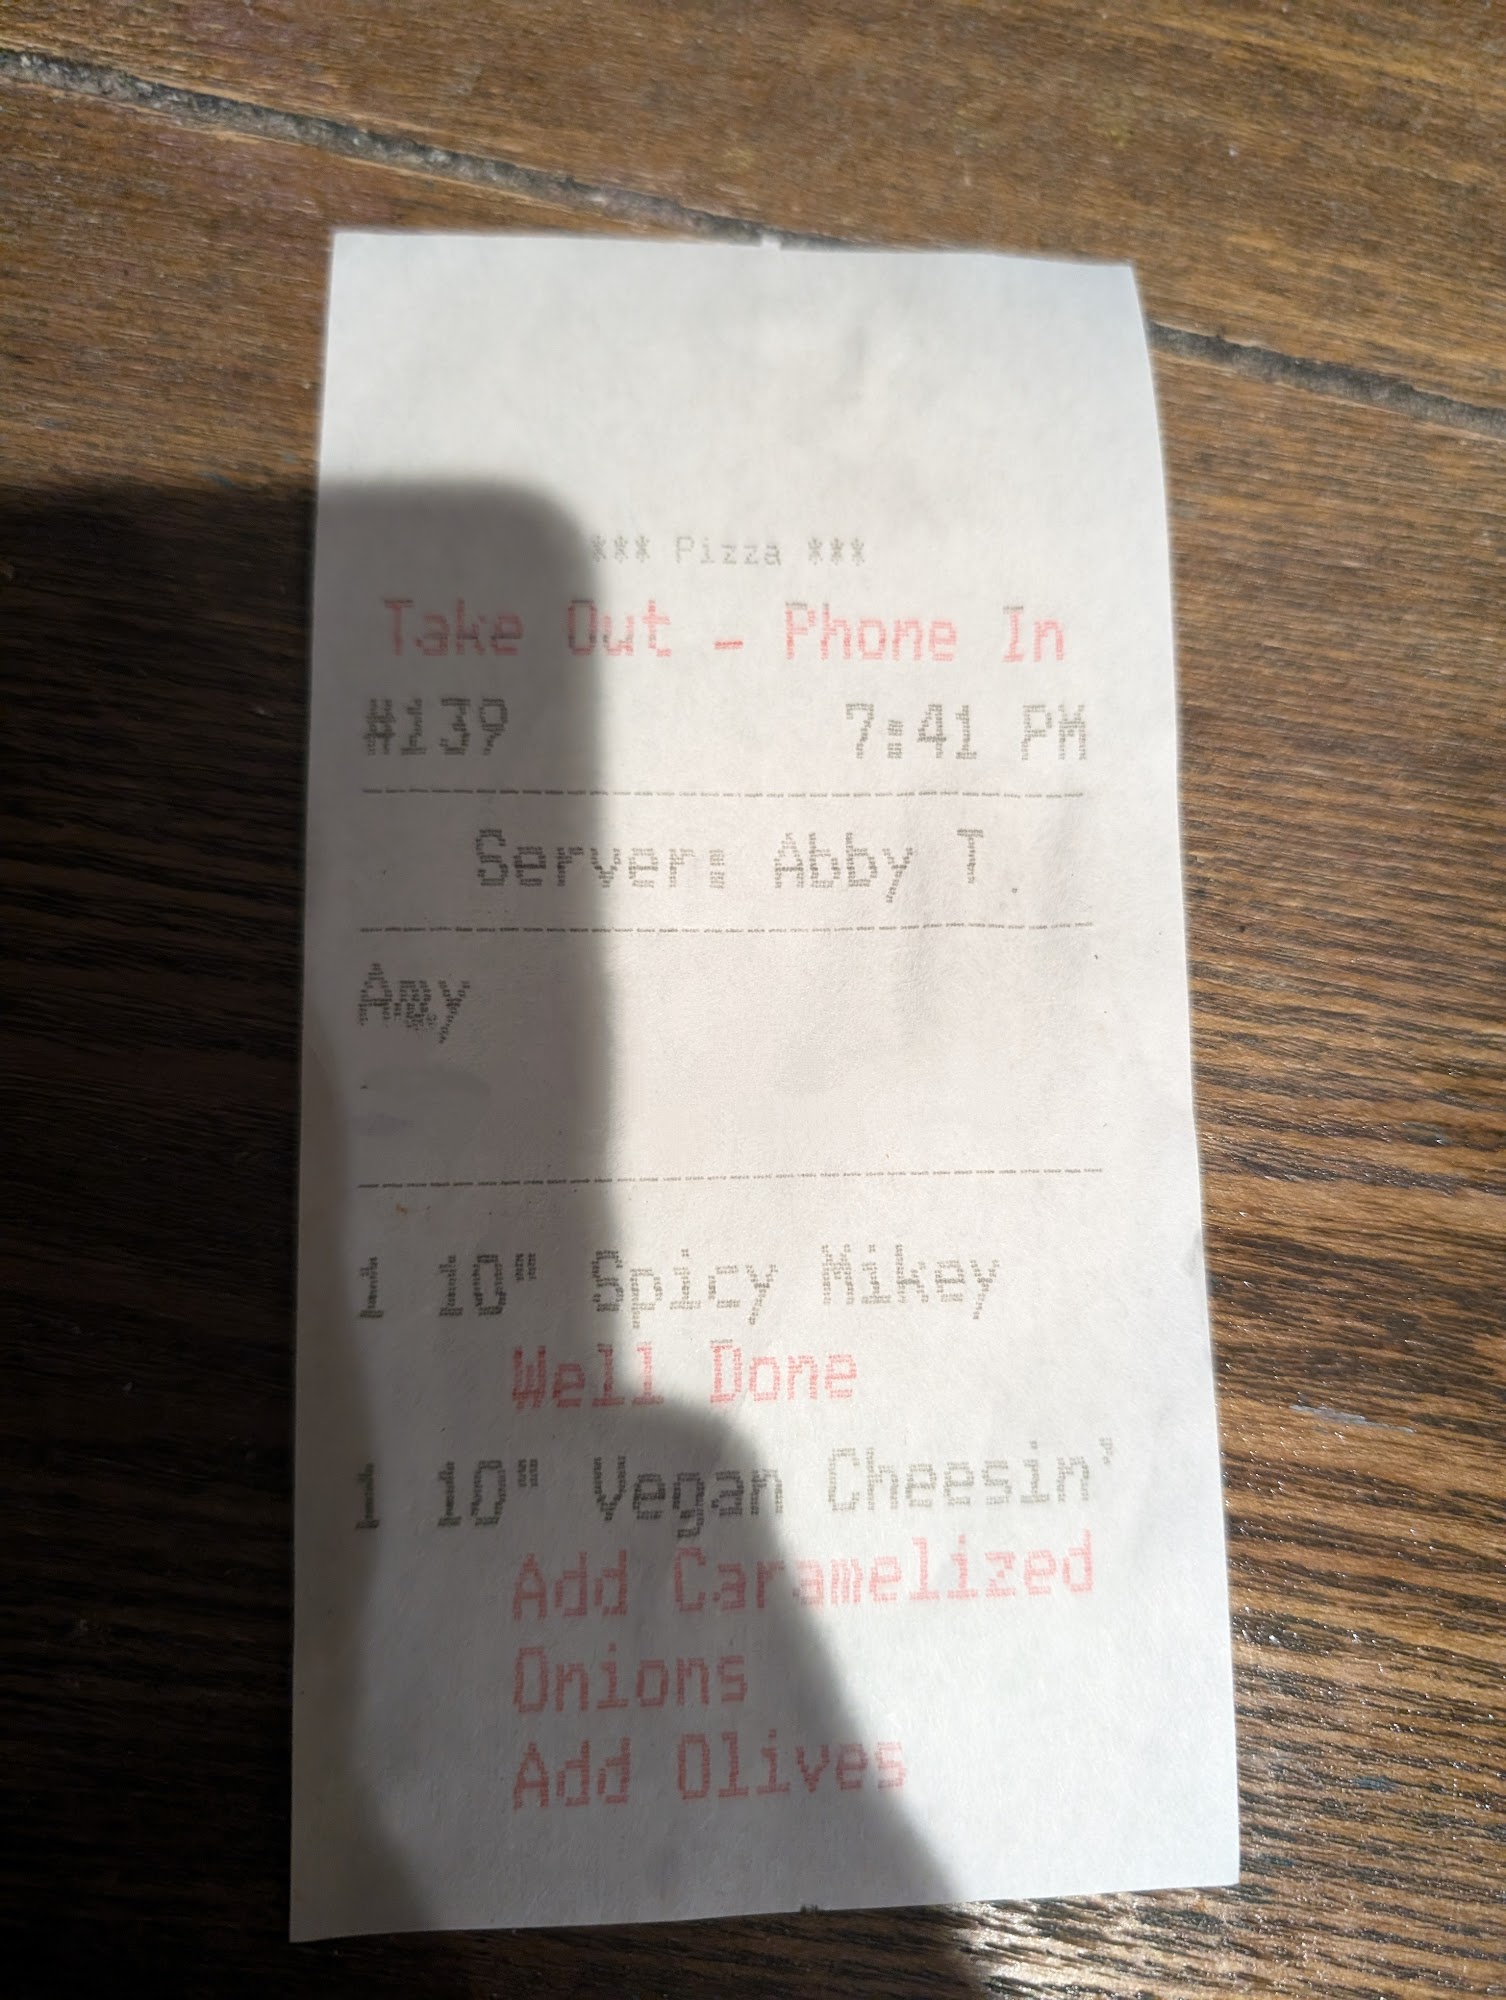 *** Pizza ***
Take Out - Phone In
#139 7:41 PM
Server: Abby T.
Amy
1 10" Spicy Mikey
Well Done
1 10" Vegan Cheesin'
Add Caramelized
Onions
Add Olives